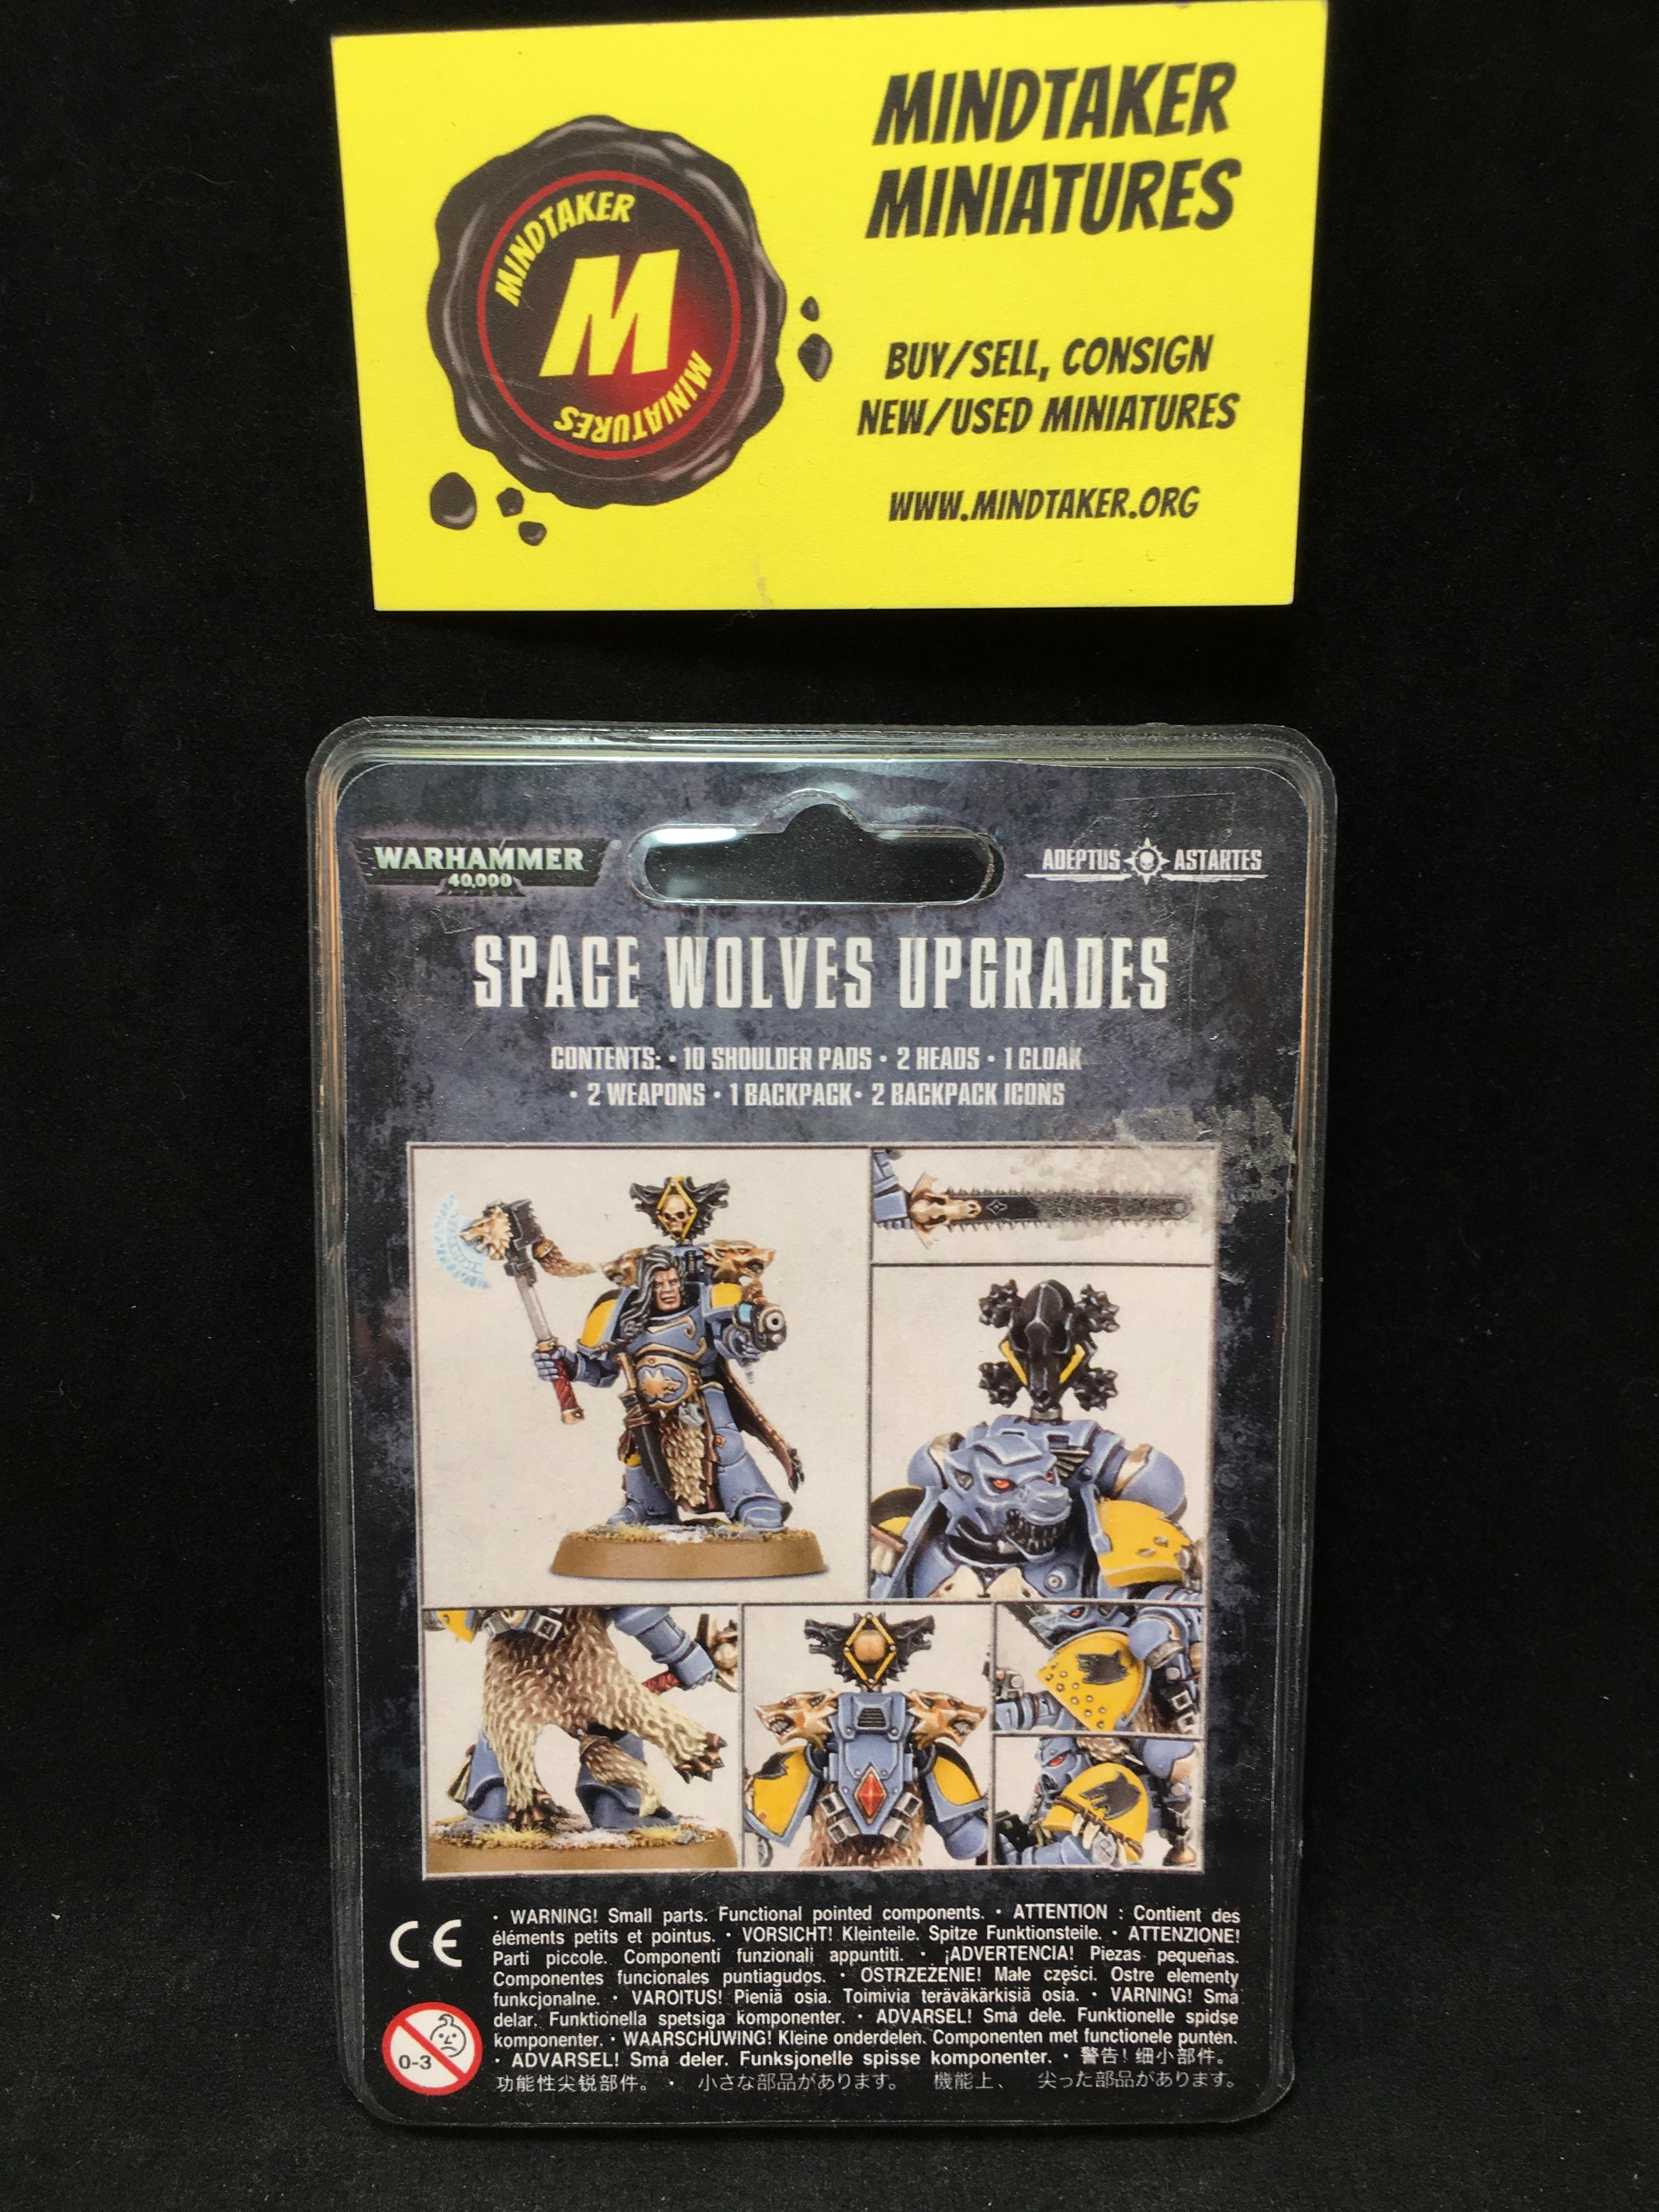 MINDTAKER
MINIATURES
MINDTAKER
M
MINIATURES
BUY/SELL, CONSIGN
NEW/USED MINIATURES
WWW.MINDTAKER.ORG
WARHAMMER
40,000
ADEPTUS ASTARTES
SPACE WOLVES UPGRADES
CONTENTS: • 10 SHOULDER PADS • 2 HEADS • 1 CLOAK
• 2 WEAPONS • 1 BACKPACK• 2 BACKPACK ICONS
CE
0-3
• WARNING! Small parts. Functional pointed components. • ATTENTION : Contient des
éléments petits et pointus. • VORSICHT! Kleinteile. Spitze Funktionsteile. • ATTENZIONE!
Parti piccole. Componenti funzionali appuntiti. • ¡ADVERTENCIA! Piezas pequeñas.
Componentes funcionales puntiagudos. • OSTRZEŻENIE! Małe części. Ostre elementy
funkcjonalne. • VAROITUS! Pieniä osia. Toimivia teräväkärkisiä osia. • VARNING! Små
delar. Funktionella spetsiga komponenter. • ADVARSEL! Små dele. Funktionelle spidse
komponenter. • WAARSCHUWING! Kleine onderdelen. Componenten met functionele punten.
• ADVARSEL! Små deler. Funksjonelle spisse komponenter. • 警告! 细小部件。
功能性尖锐部件。 • 小さな部品があります。 機能上、 尖った部品があります。